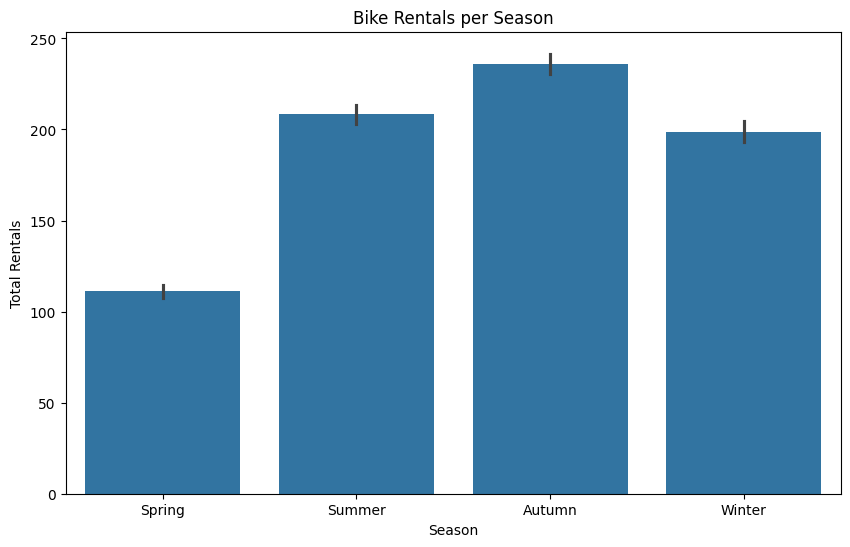 Bike Rentals per Season
250
200
150
100
50
0
Total Rentals
Spring Summer Autumn Winter
Season